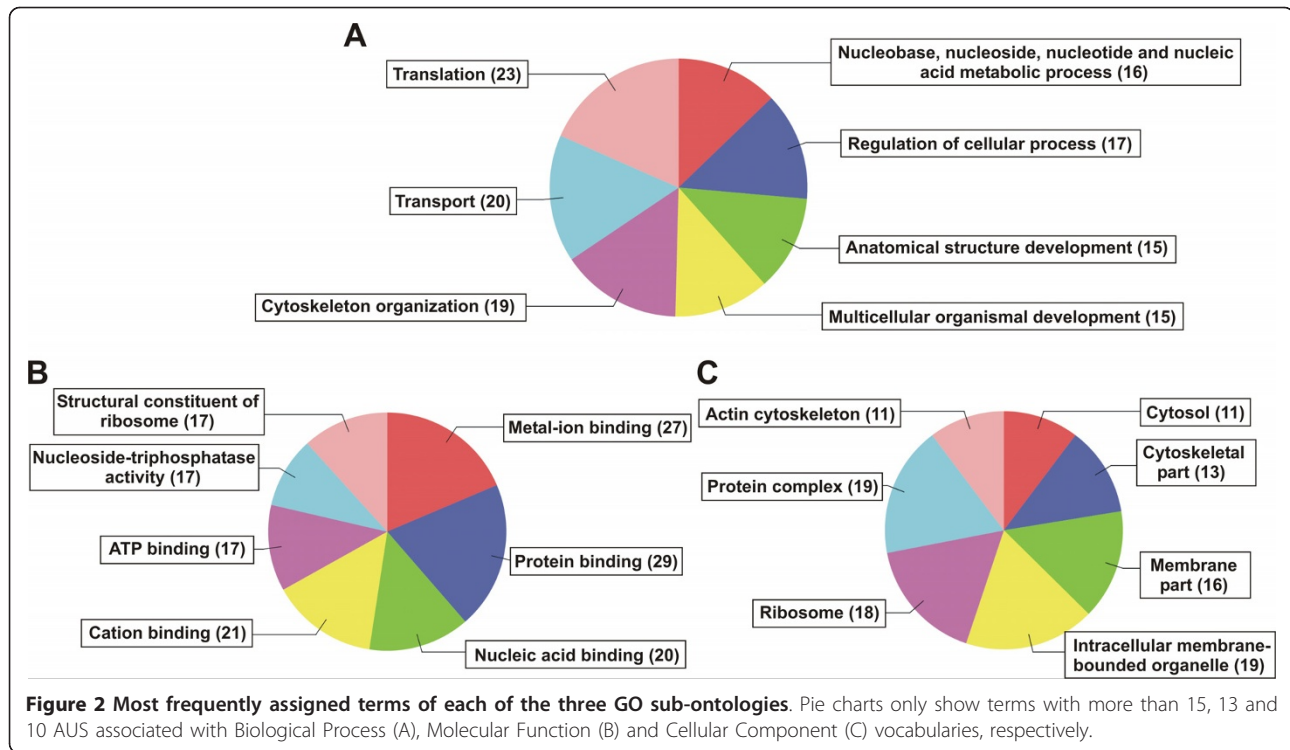 A
Translation (23)
Nucleobase, nucleoside, nucleotide and nucleic
acid metabolic process (16)
Regulation of cellular process (17)
Transport (20)
Anatomical structure development (15)
Cytoskeleton organization (19)
Multicellular organismal development (15)
B
Structural constituent of
ribosome (17)
Metal-ion binding (27)
Nucleoside-triphosphatase
activity (17)
ATP binding (17)
Protein binding (29)
Cation binding (21)
Nucleic acid binding (20)
C
Actin cytoskeleton (11)
Cytosol (11)
Cytoskeletal
part (13)
Protein complex (19)
Membrane
part (16)
Ribosome (18)
Intracellular membrane-
bounded organelle (19)
Figure 2 Most frequently assigned terms of each of the three GO sub-ontologies. Pie charts only show terms with more than 15, 13 and
10 AUS associated with Biological Process (A), Molecular Function (B) and Cellular Component (C) vocabularies, respectively.